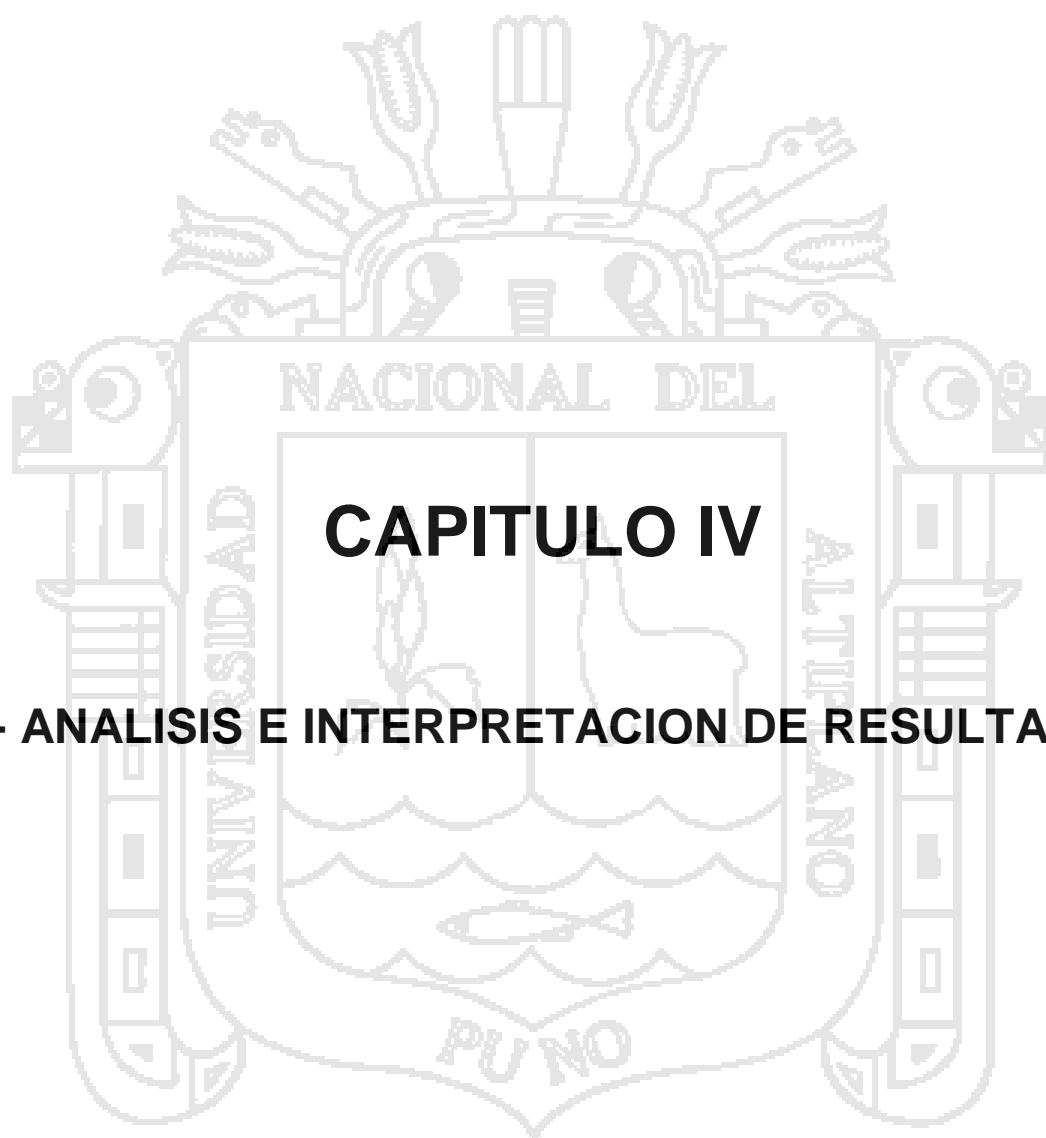 NACIONAL DEL
CAPITULO IV
UNIVERSIDAD
ALTIPLANO
- ANALISIS E INTERPRETACION DE RESULTA
PUNO